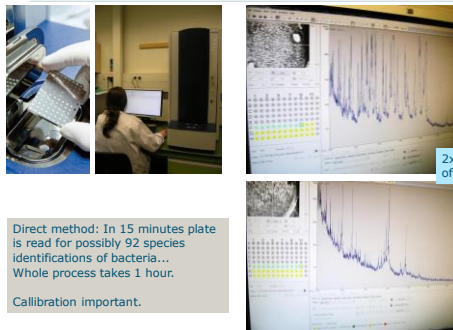 2x
of
Direct method: In 15 minutes plate
is read for possibly 92 species
identifications of bacteria...
Whole process takes 1 hour.
Callibration important.